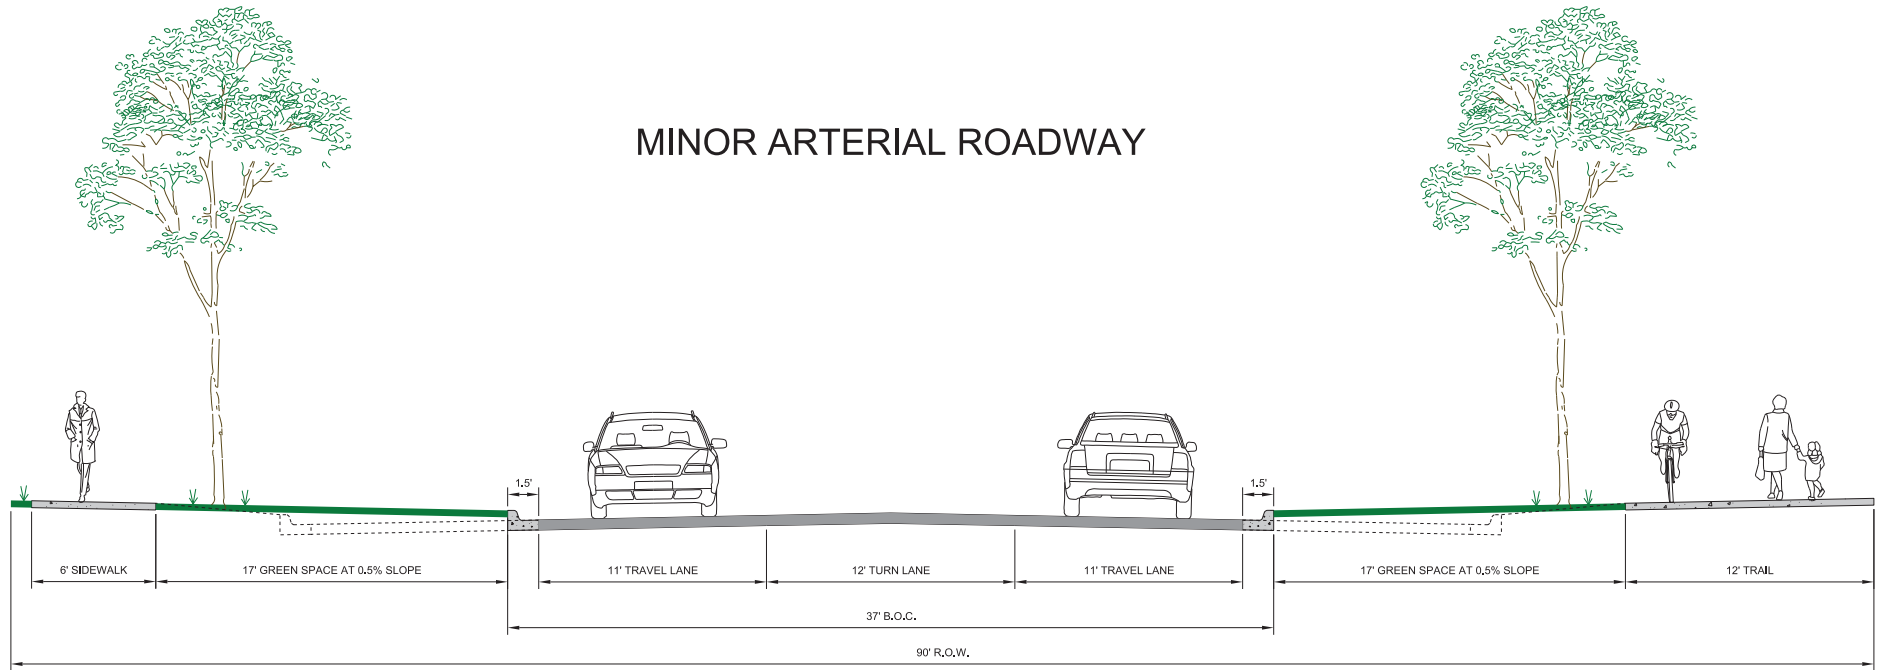 MINOR ARTERIAL ROADWAY
1.5'
1.5'
6' SIDEWALK
17' GREEN SPACE AT 0.5% SLOPE
11' TRAVEL LANE
12' TURN LANE
11' TRAVEL LANE
17' GREEN SPACE AT 0.5% SLOPE
12' TRAIL
37' B.O.C.
90' R.O.W.